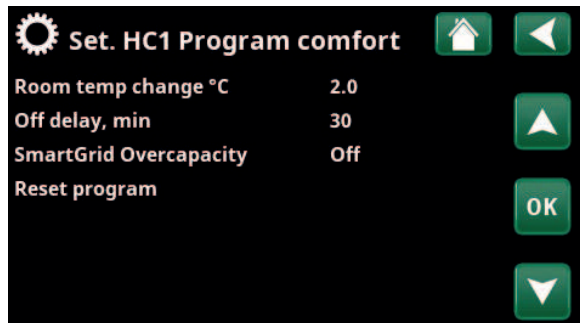 Set. HC1 Program comfort
Room temp change °C 2.0
Off delay, min 30
SmartGrid Overcapacity Off
Reset program
OK